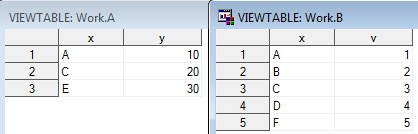 VIEWTABLE: Work.A
x y
1 A 10
2 C 20
3 E 30
VIEWTABLE: Work.B
x v
1 A 1
2 B 2
3 C 3
4 D 4
5 F 5